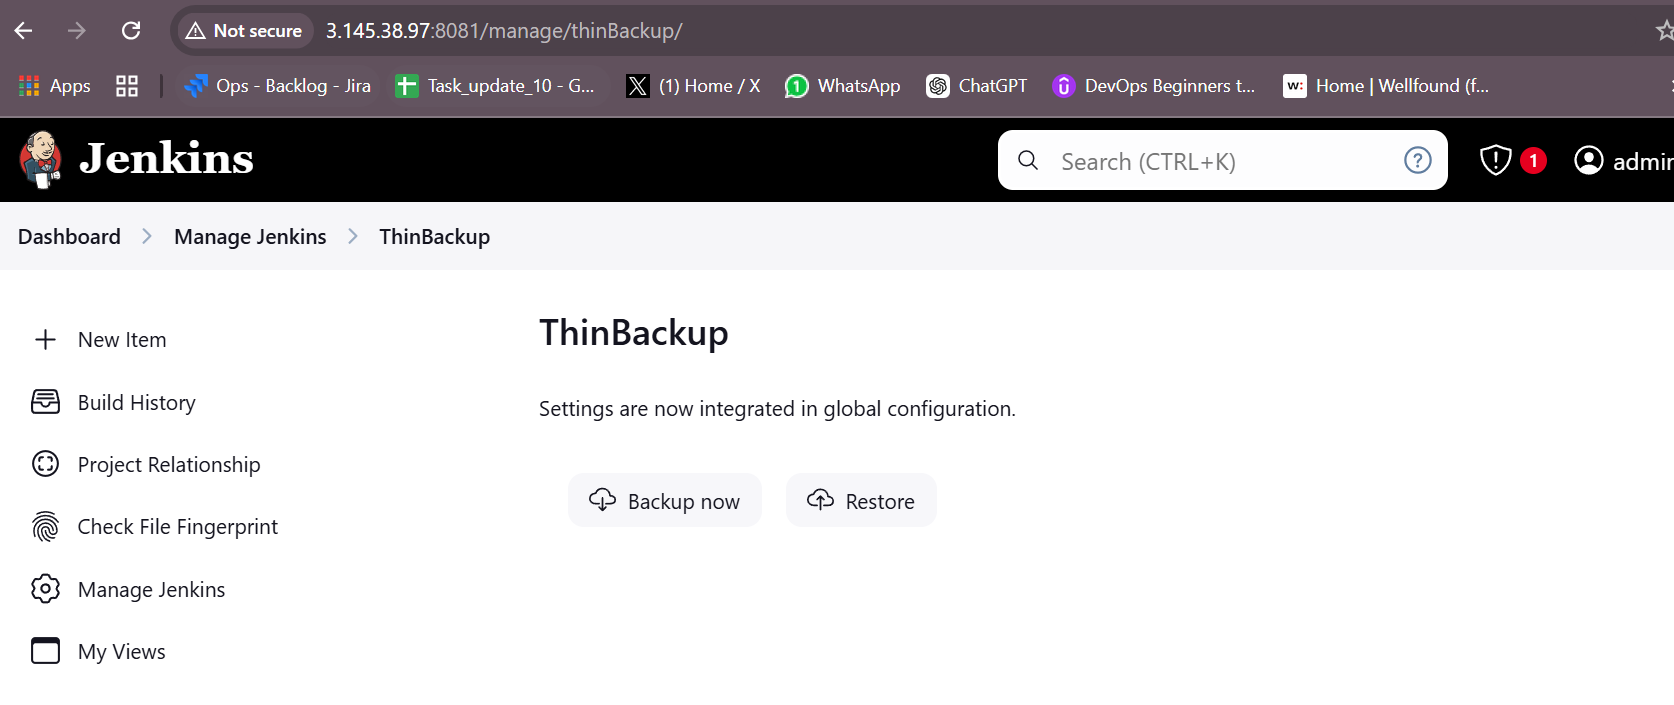 Not secure 3.145.38.97:8081/manage/thinBackup/
Apps Ops - Backlog - Jira Task_update_10 - G... (1) Home / X 1 WhatsApp ChatGPT DevOps Beginners t... w: Home | Wellfound (f...
Jenkins Search (CTRL+K) ? 1 admin
Dashboard > Manage Jenkins > ThinBackup
New Item
Build History
Project Relationship
Check File Fingerprint
Manage Jenkins
My Views
ThinBackup
Settings are now integrated in global configuration.
Backup now Restore